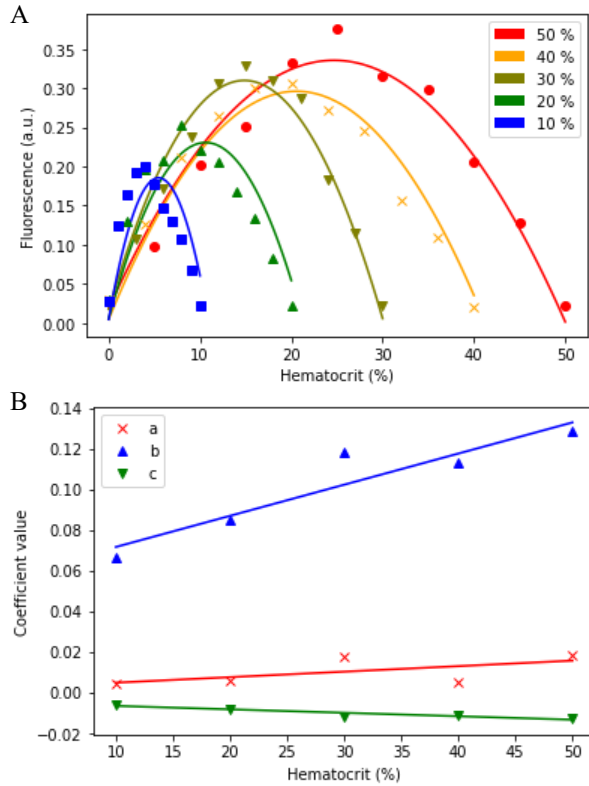 A
0.35
0.30
0.25
0.20
0.15
0.10
0.05
0.00
Fluorescence (a.u.)
50 %
40 %
30 %
20 %
10 %
0 10 20 30 40 50
Hematocrit (%)
B
0.14
0.12
0.10
0.08
0.06
0.04
0.02
0.00
−0.02
Coefficient value
a
b
c
10 15 20 25 30 35 40 45 50
Hematocrit (%)